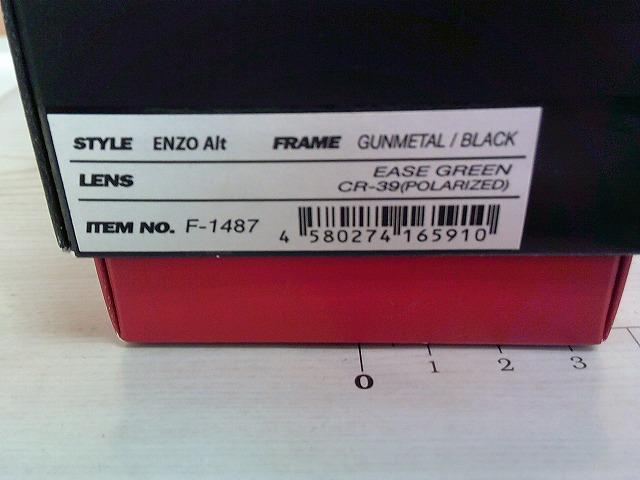 STYLE ENZO Alt FRAME GUNMETAL / BLACK
LENS EASE GREEN
CR-39(POLARIZED)
ITEM NO. F-1487 4 580274 165910
0 1 2 3